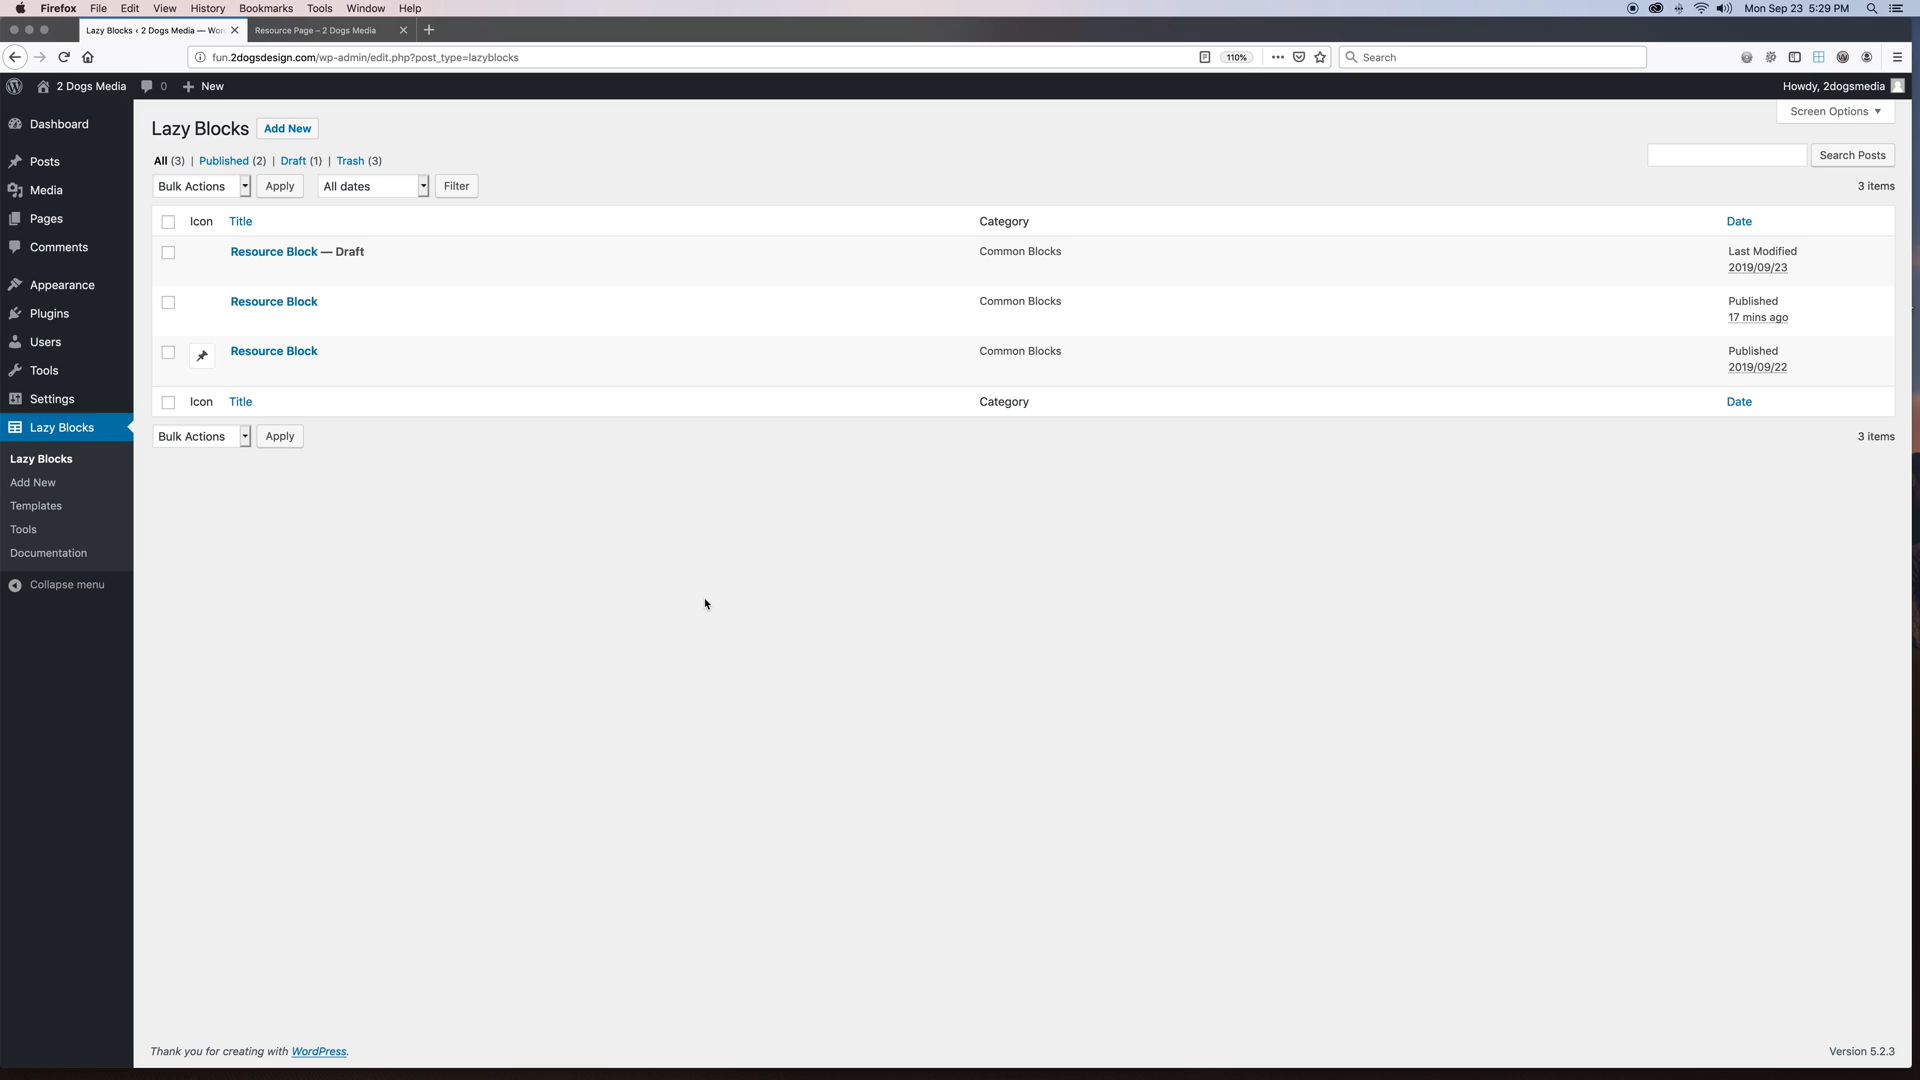 Firefox File Edit View History Bookmarks Tools Window Help Mon Sep 23 5:29 PM
Lazy Blocks ‹ 2 Dogs Media — Wor Resource Page – 2 Dogs Media
fun.2dogsdesign.com/wp-admin/edit.php?post_type=lazyblocks 110% Search
2 Dogs Media 0 New Howdy, 2dogsmedia
Screen Options
Lazy Blocks Add New
All (3) | Published (2) | Draft (1) | Trash (3)
Search Posts
Bulk Actions Apply All dates Filter 3 items
Icon Title Category Date
Resource Block — Draft Common Blocks Last Modified
2019/09/23
Resource Block Common Blocks Published
17 mins ago
Resource Block Common Blocks Published
2019/09/22
Icon Title Category Date
Bulk Actions Apply 3 items
Dashboard
Posts
Media
Pages
Comments
Appearance
Plugins
Users
Tools
Settings
Lazy Blocks
Lazy Blocks
Add New
Templates
Tools
Documentation
Collapse menu
Thank you for creating with WordPress. Version 5.2.3